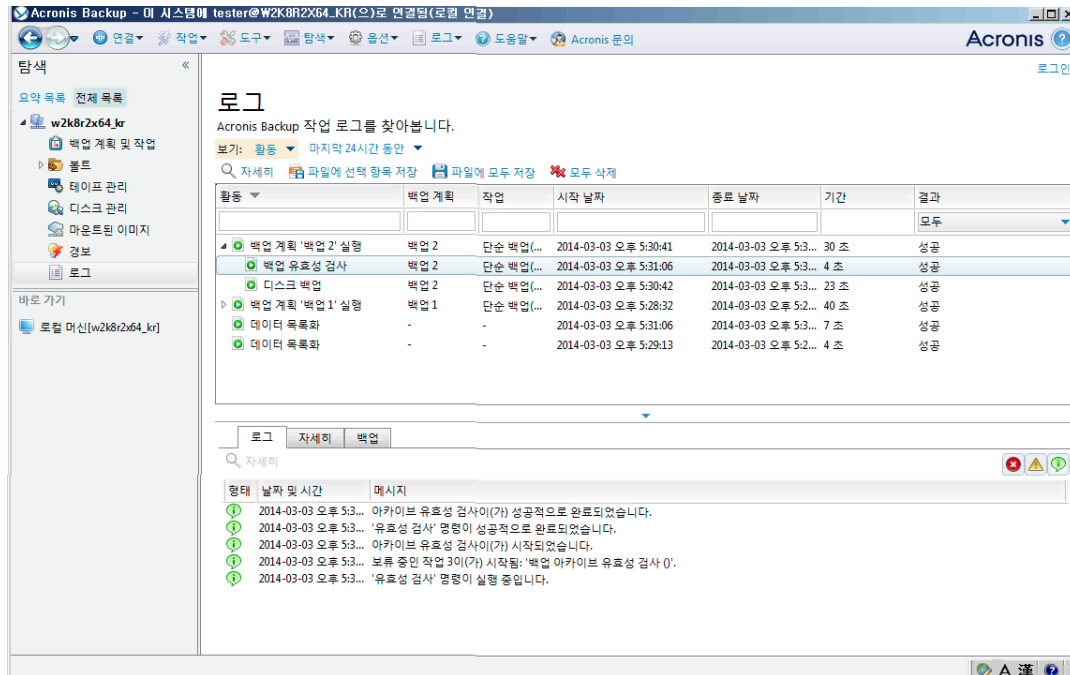 Acronis Backup - 이 시스템에 tester@W2K8R2X64_KR(으)로 연결됨(로컬 연결)
연결 작업 도구 탐색 옵션 로그 도움말 Acronis 문의 Acronis
탐색 «
로그인
요약 목록 전체 목록
w2k8r2x64_kr
백업 계획 및 작업
볼트
테이프 관리
디스크 관리
마운트된 이미지
경보
로그
바로 가기
로컬 머신[w2k8r2x64_kr]
로그
Acronis Backup 작업 로그를 찾아봅니다.
보기: 활동 마지막 24시간 동안
자세히 파일에 선택 항목 저장 파일에 모두 저장 모두 삭제
활동 백업 계획 작업 시작 날짜 종료 날짜 기간 결과
모두
백업 계획 '백업 2' 실행 백업 2 단순 백업(... 2014-03-03 오후 5:30:41 2014-03-03 오후 5:3... 30 초 성공
백업 유효성 검사 백업 2 단순 백업(... 2014-03-03 오후 5:31:06 2014-03-03 오후 5:3... 4 초 성공
디스크 백업 백업 2 단순 백업(... 2014-03-03 오후 5:30:42 2014-03-03 오후 5:3... 23 초 성공
백업 계획 '백업 1' 실행 백업 1 단순 백업(... 2014-03-03 오후 5:28:32 2014-03-03 오후 5:2... 40 초 성공
데이터 목록화 - - 2014-03-03 오후 5:31:06 2014-03-03 오후 5:3... 7 초 성공
데이터 목록화 - - 2014-03-03 오후 5:29:13 2014-03-03 오후 5:2... 4 초 성공
로그 자세히 백업
자세히
형태 날짜 및 시간 메시지
2014-03-03 오후 5:3... 아카이브 유효성 검사이(가) 성공적으로 완료되었습니다.
2014-03-03 오후 5:3... '유효성 검사' 명령이 성공적으로 완료되었습니다.
2014-03-03 오후 5:3... 아카이브 유효성 검사이(가) 시작되었습니다.
2014-03-03 오후 5:3... 보류 중인 작업 3이(가) 시작됨: '백업 아카이브 유효성 검사 ()'.
2014-03-03 오후 5:3... '유효성 검사' 명령이 실행 중입니다.
A 漢